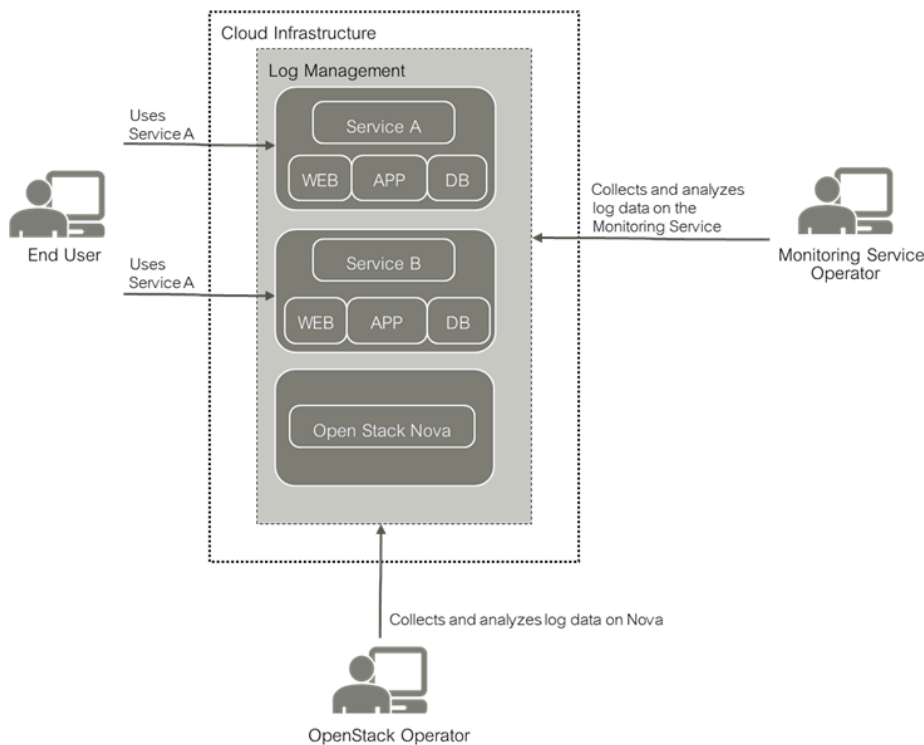 Cloud Infrastructure
Log Management
Uses
Service A
Service A
WEB
APP
DB
End User
Collects and analyzes
log data on the
Monitoring Service
Monitoring Service
Operator
Uses
Service A
Service B
WEB
APP
DB
Open Stack Nova
Collects and analyzes log data on Nova
OpenStack Operator